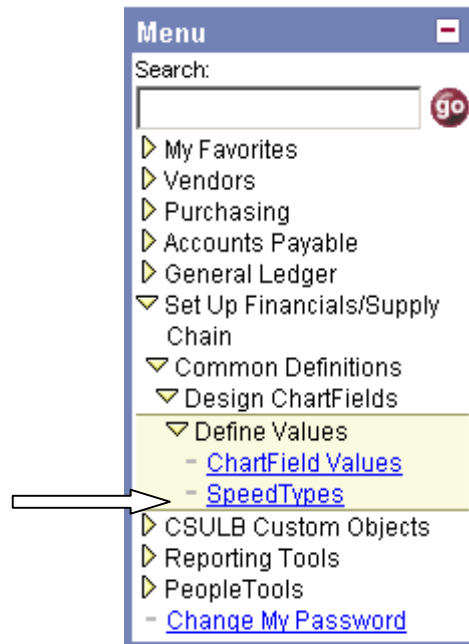 Menu
Search:
go
My Favorites
Vendors
Purchasing
Accounts Payable
General Ledger
Set Up Financials/Supply
Chain
Common Definitions
Design ChartFields
Define Values
ChartField Values
SpeedTypes
CSULB Custom Objects
Reporting Tools
PeopleTools
Change My Password